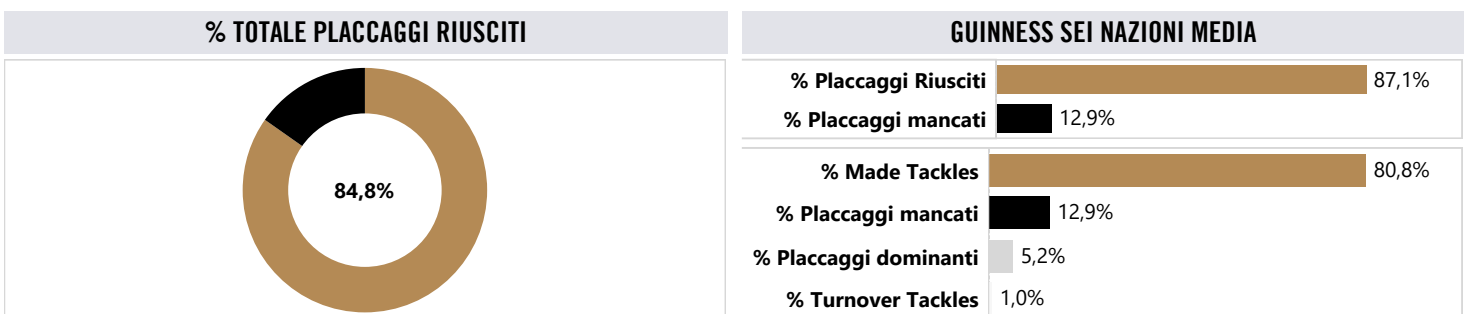 % TOTALE PLACCAGGI RIUSCITI
84,8%
GUINNESS SEI NAZIONI MEDIA
% Placcaggi Riusciti 87,1%
% Placcaggi mancati 12,9%
% Made Tackles 80,8%
% Placcaggi mancati 12,9%
% Placcaggi dominanti 5,2%
% Turnover Tackles 1,0%